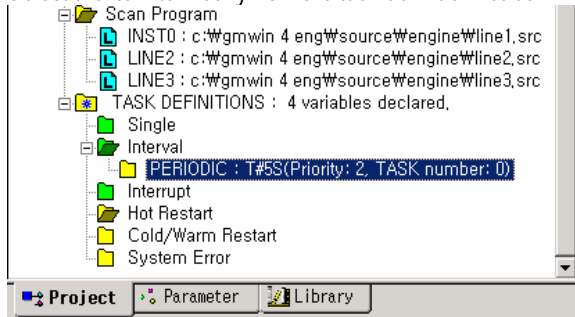 Scan Program
INST0 : c:₩gmwin 4 eng₩source₩engine₩line1,src
LINE2 : c:₩gmwin 4 eng₩source₩engine₩line2,src
LINE3 : c:₩gmwin 4 eng₩source₩engine₩line3,src
TASK DEFINITIONS : 4 variables declared,
Single
Interval
PERIODIC : T#5S(Priority: 2, TASK number: 0)
Interrupt
Hot Restart
Cold/Warm Restart
System Error
Project Parameter Library